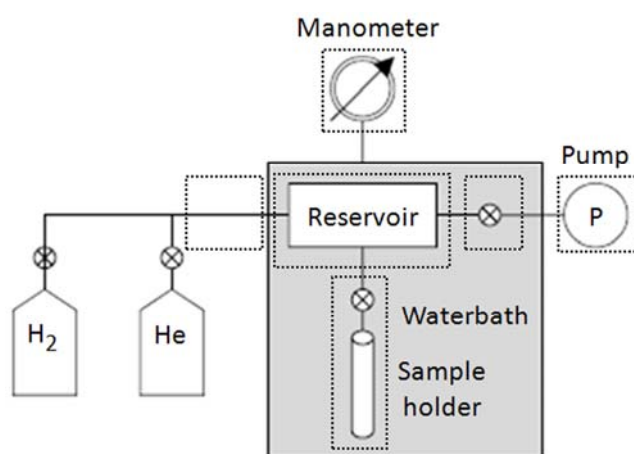 Manometer
Pump
Reservoir
P
H2
He
Waterbath
Sample
holder